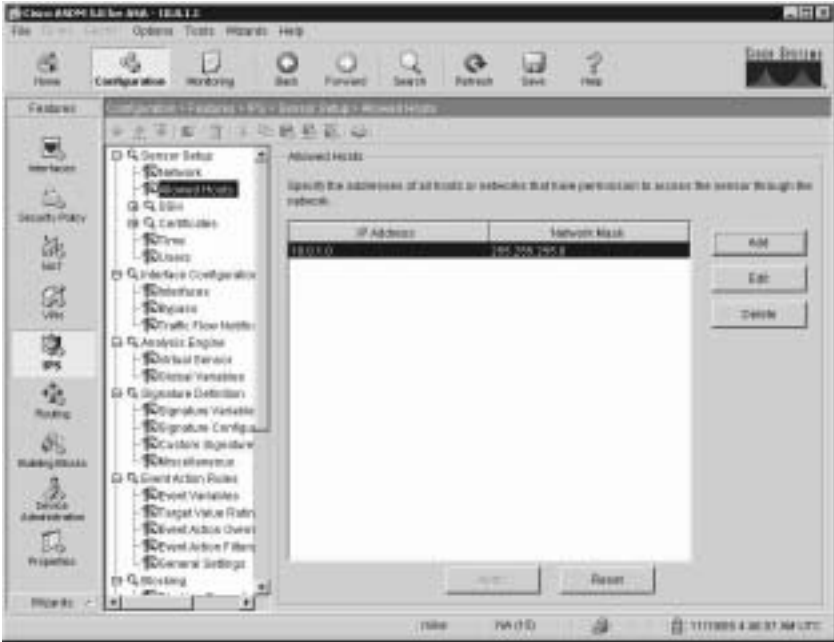 Cisco ASDM 5.0 for ASA - 10.0.1.1
File Options Tools Wizards Help
Home Configuration Monitoring Back Forward Search Refresh Save Help
Cisco Systems
Features
Configuration > Features > IPS > Sensor Setup > Allowed Hosts
Interfaces
Security Policy
NAT
VPN
IPS
Routing
Building Blocks
Device
Administration
Properties
Wizards
Sensor Setup
Network
Allowed Hosts
SSH
Certificates
Time
Users
Interface Configuration
Interfaces
Bypass
Traffic Flow Notific
Analysis Engine
Virtual Sensor
Global Variables
Signature Definition
Signature Variable
Signature Configu
Custom Signature
Miscellaneous
Event Action Rules
Event Variables
Target Value Ratin
Event Action Overri
Event Action Filters
General Settings
Blocking
Allowed Hosts
Specify the addresses of all hosts or networks that have permission to access the sensor through the
network.
IP Address Network Mask
10.0.1.0 255.255.255.0
Add
Edit
Delete
Apply Reset
NA (15)